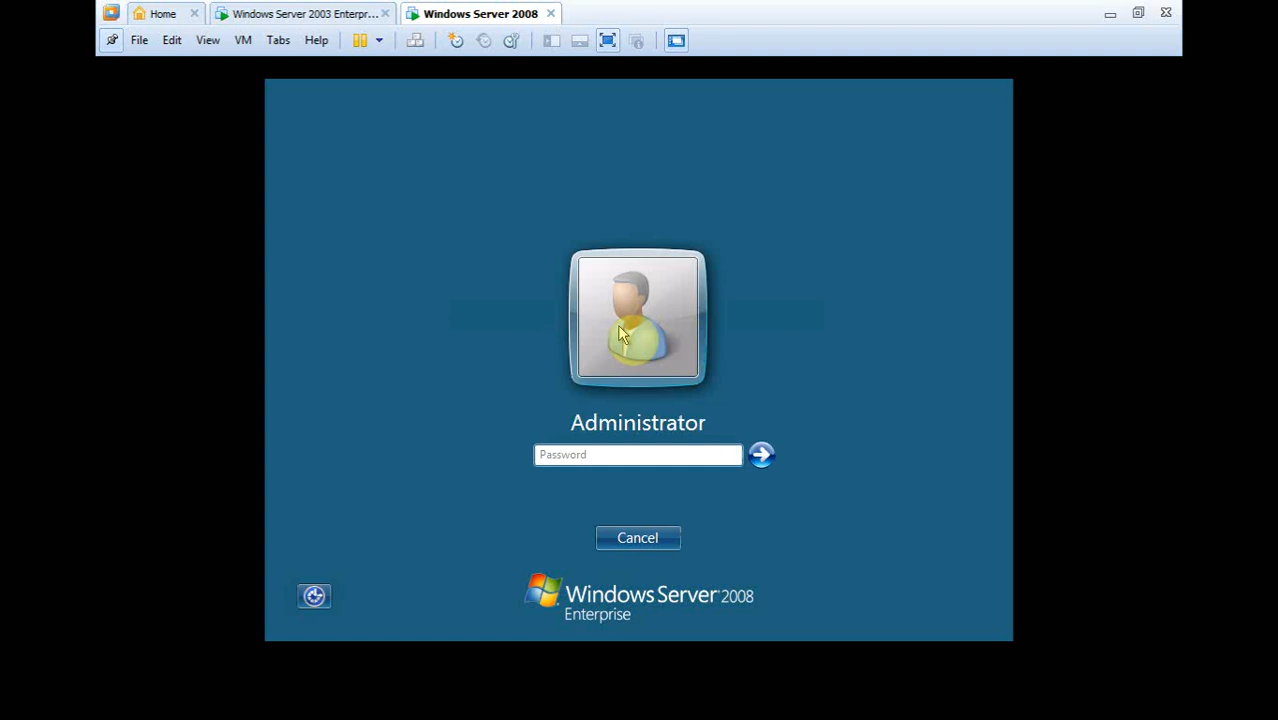 Home
Windows Server 2003 Enterpr...
Windows Server 2008
File Edit View VM Tabs Help
Administrator
Password
Cancel
Windows Server 2008
Enterprise